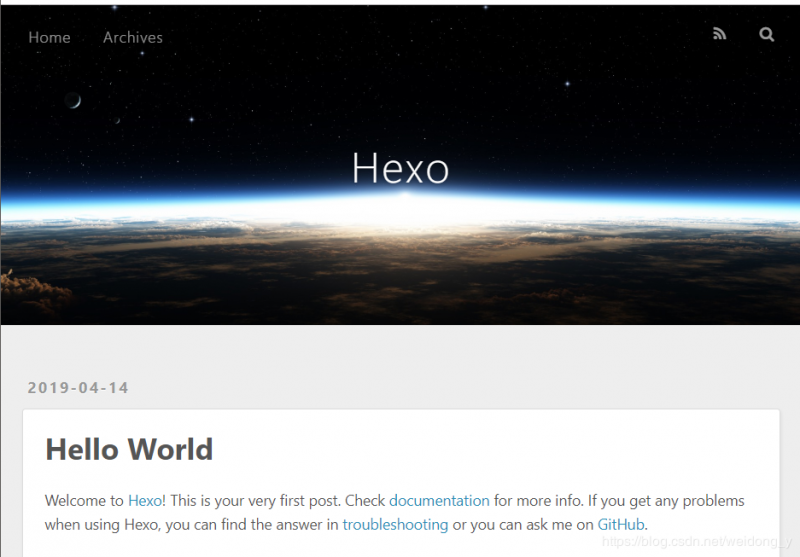 Home Archives
Hexo
2019-04-14
Hello World
Welcome to Hexo! This is your very first post. Check documentation for more info. If you get any problems
when using Hexo, you can find the answer in troubleshooting or you can ask me on GitHub.
https://blog.csdn.net/weidong_y